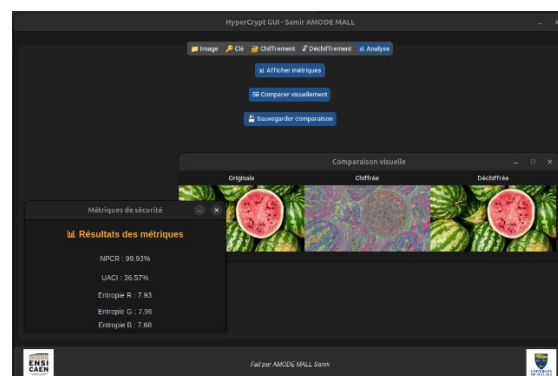 HyperCrypt GUI - Samir AMODE MALL
Image Clé Chiffrement Déchiffrement Analyse
Afficher métriques
Comparer visuellement
Sauvegarder comparaison
Comparaison visuelle
Originale Chiffrée Déchiffrée
Métriques de sécurité
Résultats des métriques
NPCR : 99.93%
UACI : 36.57%
Entropie R : 7.93
Entropie G : 7.96
Entropie B : 7.68
ENSI
CAEN
Fait par AMODE MALL Samir